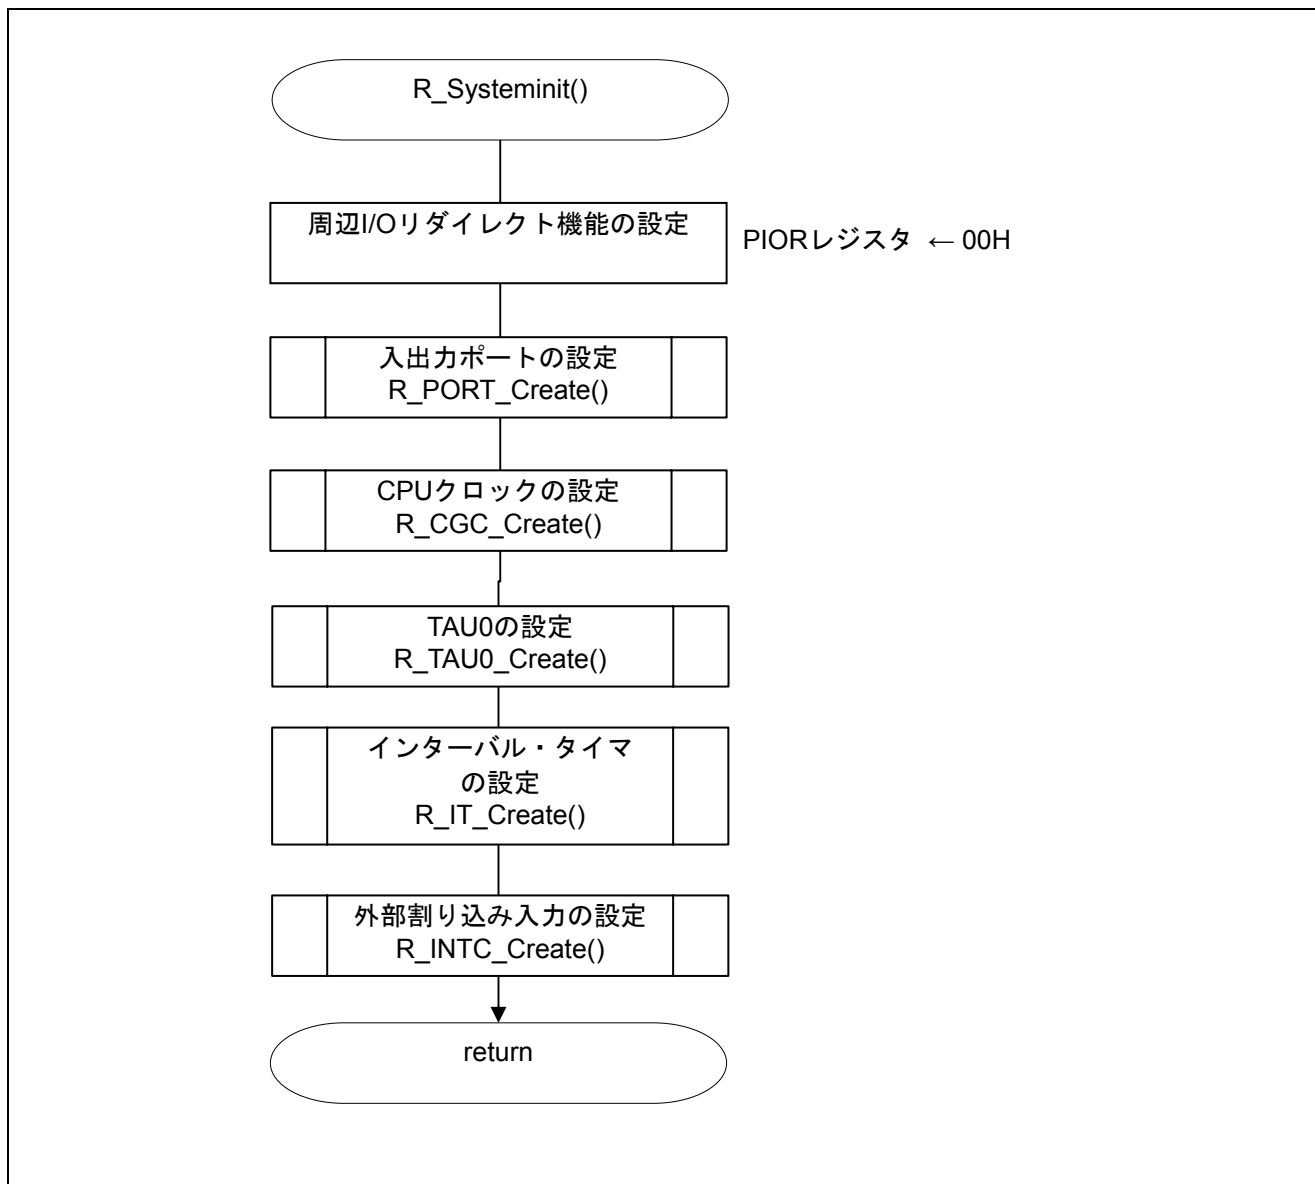 R_Systeminit()
周辺I/Oリダイレクト機能の設定
PIORレジスタ ← 00H
入出力ポートの設定
R_PORT_Create()
CPUクロックの設定
R_CGC_Create()
TAU0の設定
R_TAU0_Create()
インターバル・タイマ
の設定
R_IT_Create()
外部割り込み入力の設定
R_INTC_Create()
return